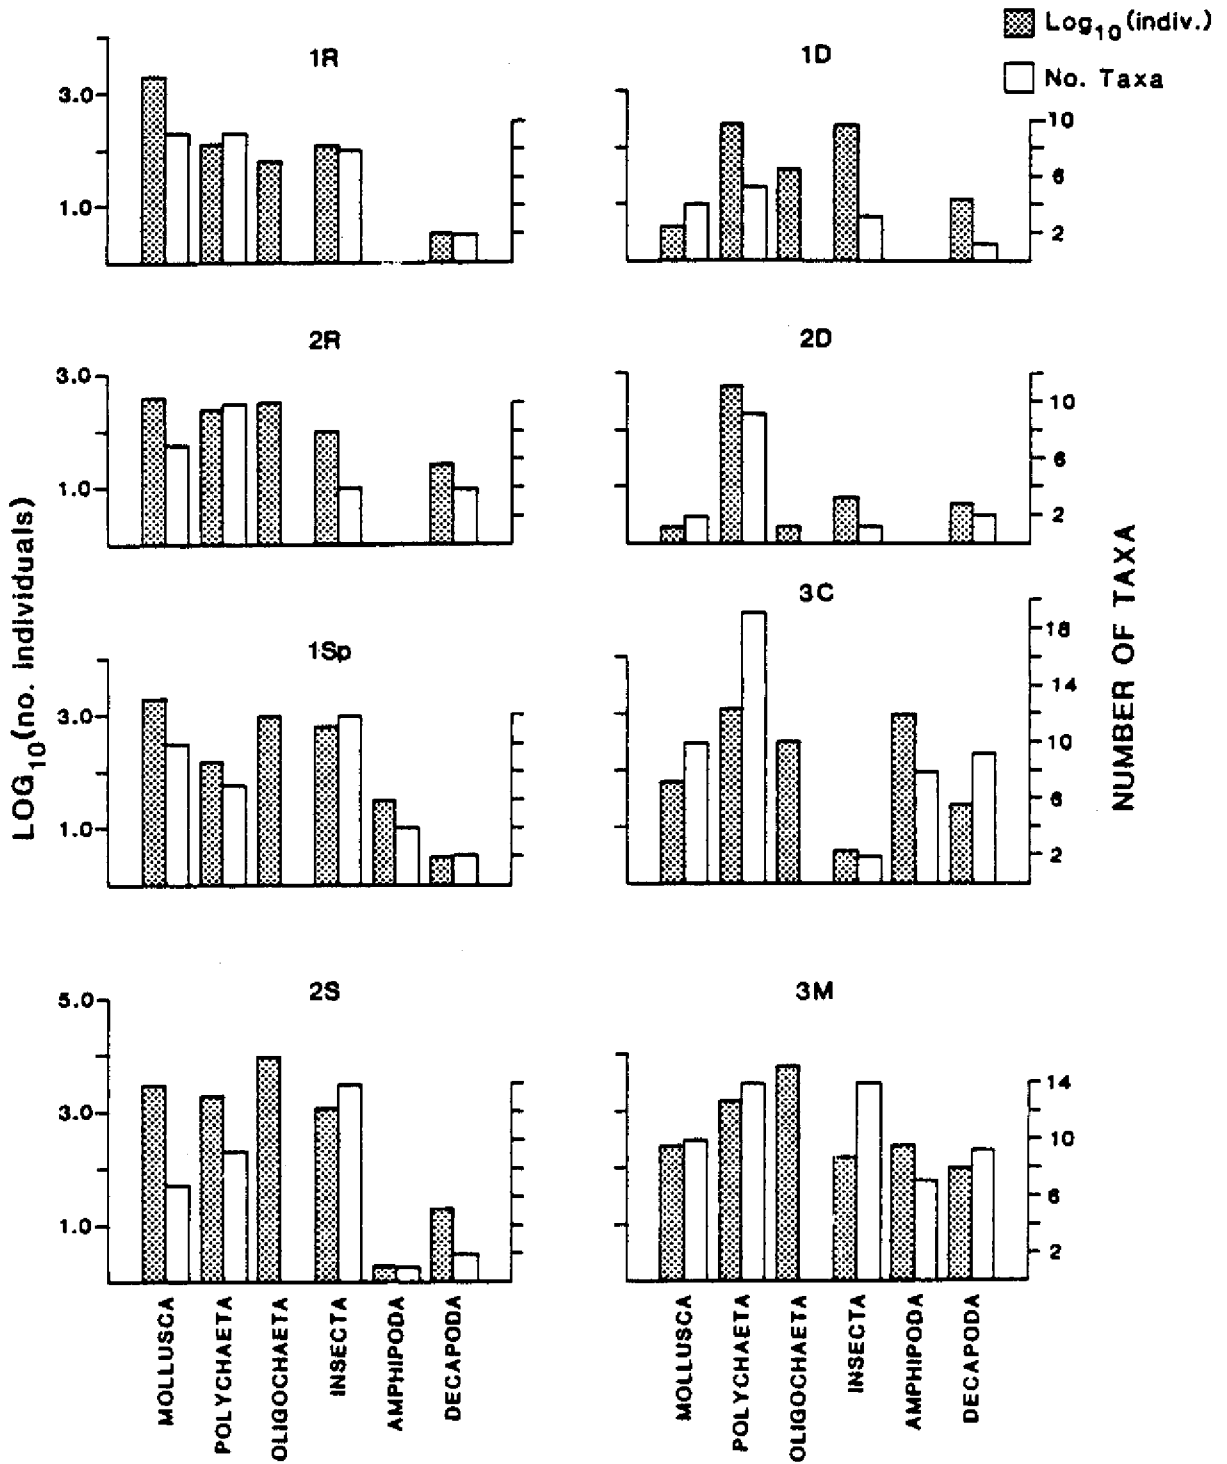 Log10(indiv.)
No. Taxa
1R
1D
3.0
1.0
10
6
2
2R
2D
3.0
1.0
10
6
2
1Sp
3C
3.0
1.0
18
14
10
6
2
2S
3M
5.0
3.0
1.0
14
10
6
2
LOG10(no. individuals)
NUMBER OF TAXA
MOLLUSCA
POLYCHAETA
OLIGOCHAETA
INSECTA
AMPHIPODA
DECAPODA
MOLLUSCA
POLYCHAETA
OLIGOCHAETA
INSECTA
AMPHIPODA
DECAPODA